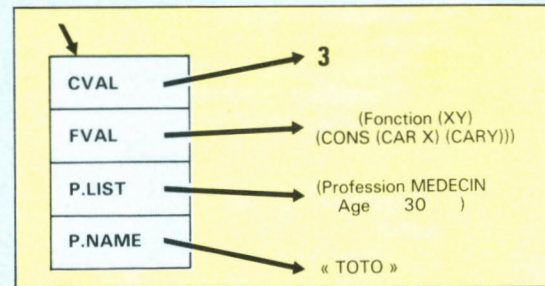 CVAL
3
FVAL
(Fonction (XY)
(CONS (CAR X) (CARY)))
P.LIST
(Profession MEDECIN
Age 30 )
P.NAME
« TOTO »